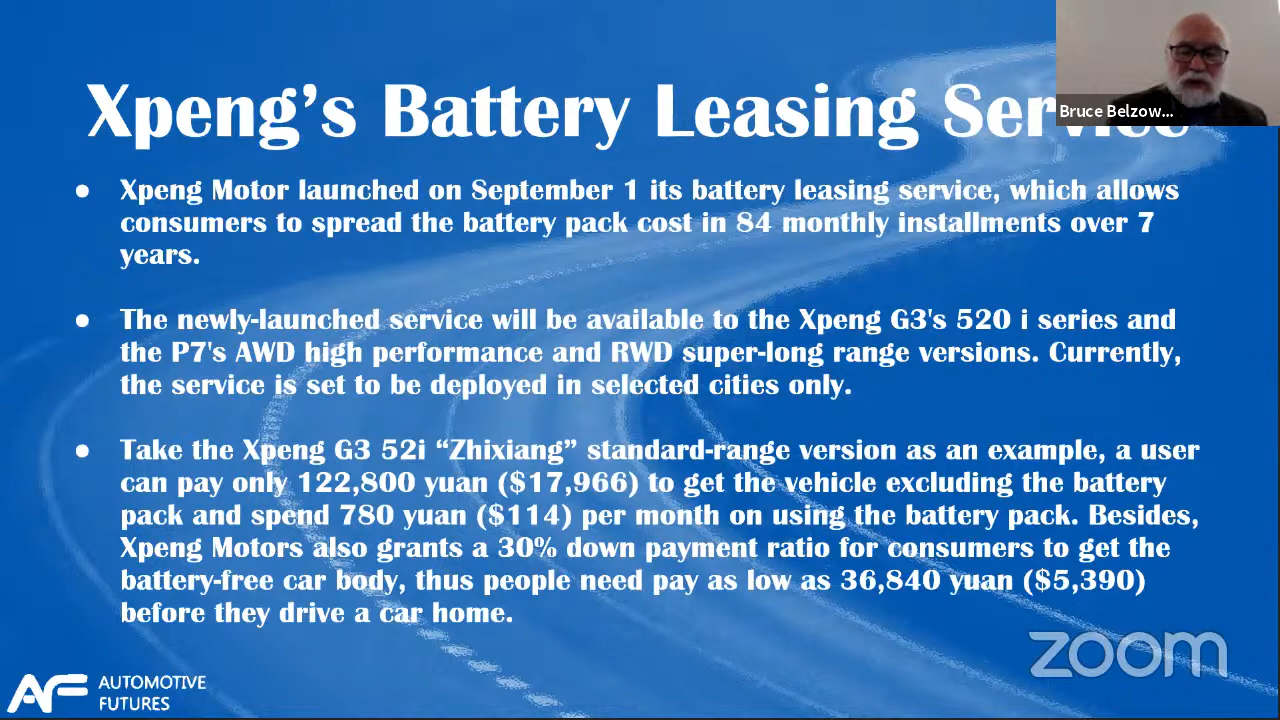 Xpeng's Battery Leasing Service
Bruce Belzow...
● Xpeng Motor launched on September 1 its battery leasing service, which allows
consumers to spread the battery pack cost in 84 monthly installments over 7
years.
● The newly-launched service will be available to the Xpeng G3's 520 i series and
the P7's AWD high performance and RWD super-long range versions. Currently,
the service is set to be deployed in selected cities only.
● Take the Xpeng G3 52i “Zhixiang” standard-range version as an example, a user
can pay only 122,800 yuan ($17,966) to get the vehicle excluding the battery
pack and spend 780 yuan ($114) per month on using the battery pack. Besides,
Xpeng Motors also grants a 30% down payment ratio for consumers to get the
battery-free car body, thus people need pay as low as 36,840 yuan ($5,390)
before they drive a car home.
zoom
AF AUTOMOTIVE
FUTURES